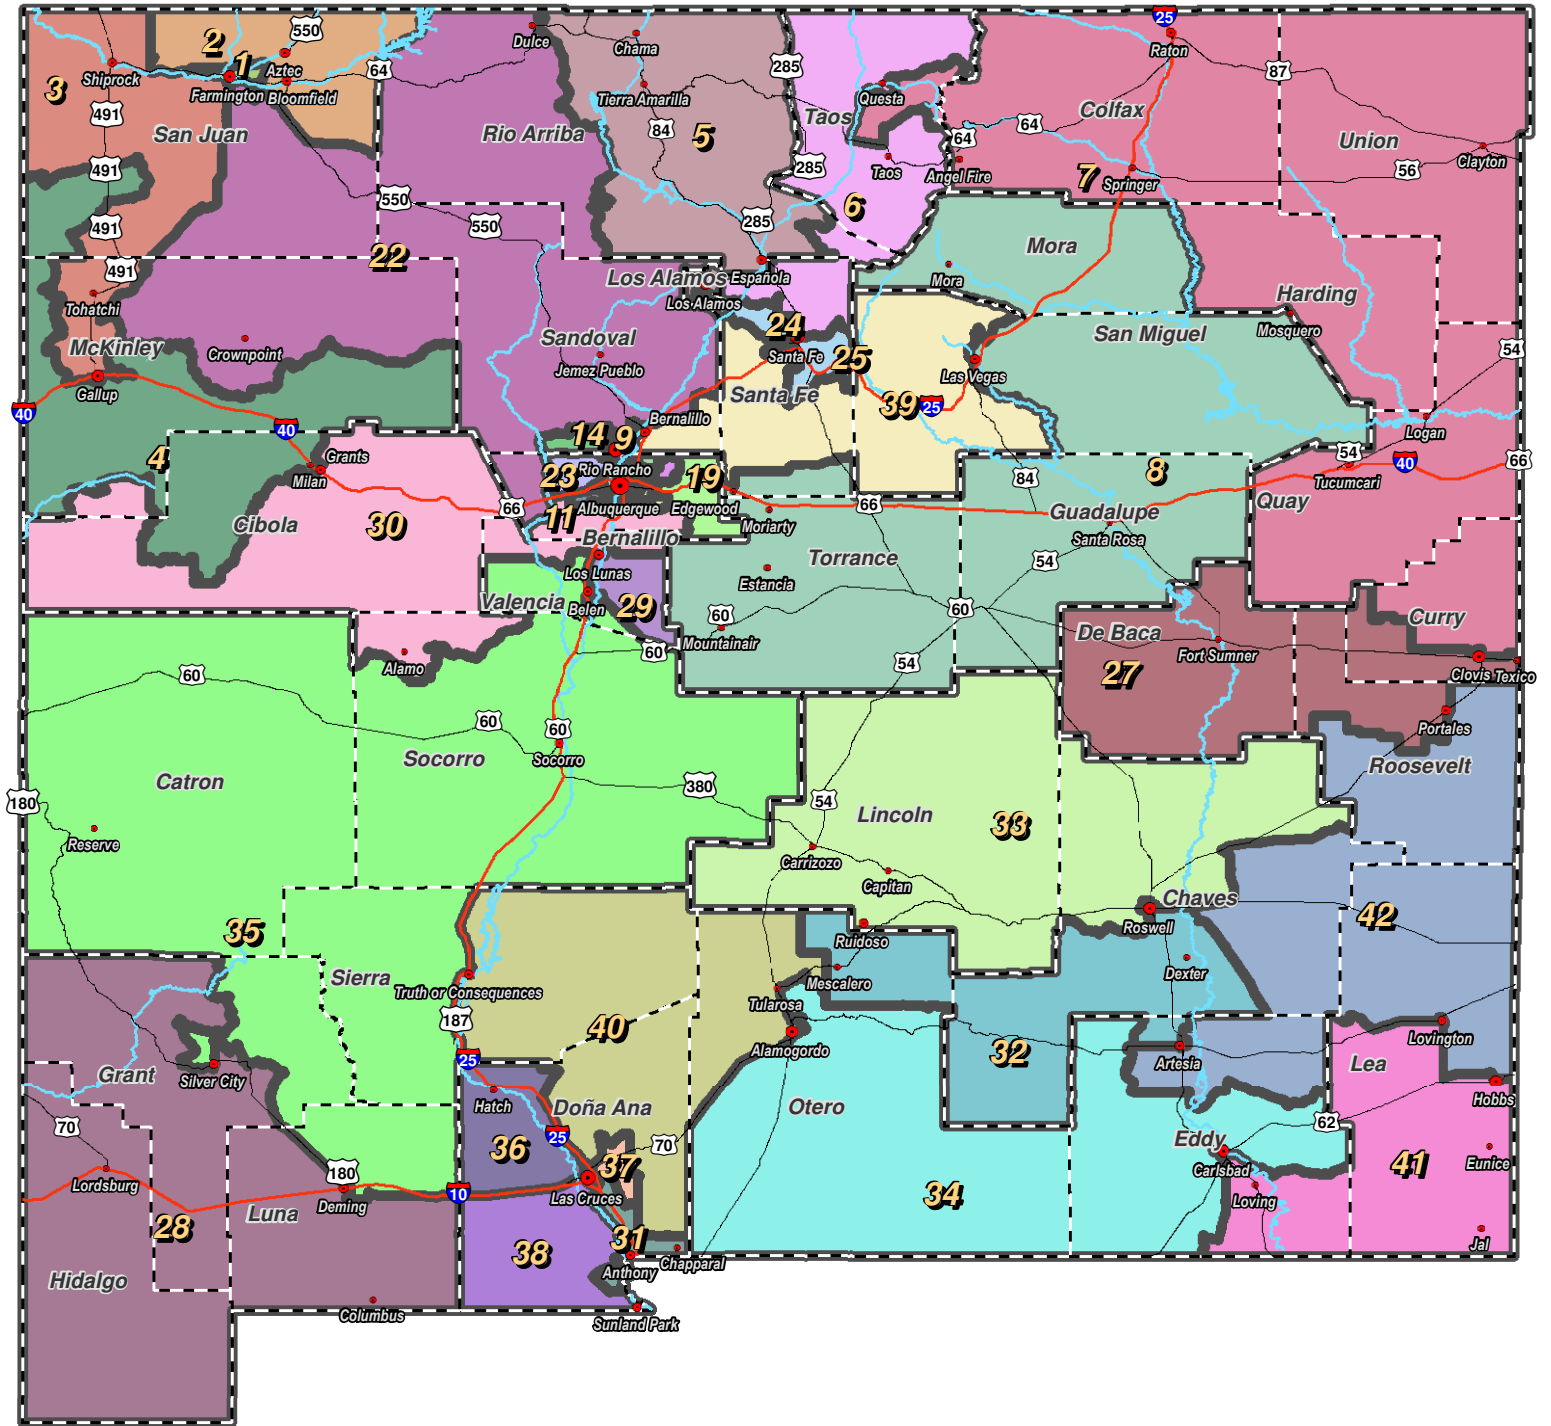 25
Dulce
Chama
Raton
550
2
1
Aztec
Shiprock
3
64
285
87
Farmington
Bloomfield
Tierra Amarilla
Questa
491
San Juan
Rio Arriba
84
5
Taos
64
64
Colfax
Union
Clayton
491
285
Taos
Angel Fire
7
Springer
56
550
6
491
550
285
22
Mora
491
Los Alamos
Española
Mora
Tohatchi
Los Alamos
Harding
McKinley
Crownpoint
Sandoval
24
San Miguel
Mosquero
Jemez Pueblo
Santa Fe
25
54
Gallup
Santa Fe
Las Vegas
40
39
25
40
Bernalillo
Logan
14
9
4
Grants
Milan
23
Rio Rancho
19
54
40
66
8
Tucumcari
84
66
11
Albuquerque
Edgewood
66
Quay
Cibola
30
Moriarty
Guadalupe
Bernalillo
Santa Rosa
Torrance
54
Los Lunas
Estancia
Valencia
Belen
29
60
60
Curry
Mountainair
De Baca
Alamo
60
54
Fort Sumner
60
27
Clovis
Texico
60
60
Portales
Socorro
Socorro
Roosevelt
Catron
380
180
54
Lincoln
33
Reserve
Carrizozo
Capitan
Chaves
35
42
Ruidoso
Roswell
Sierra
Dexter
Truth or Consequences
Mescalero
Tularosa
187
40
Alamogordo
32
Lovington
25
Artesia
Lea
Grant
Silver City
Hatch
Doña Ana
Otero
Hobbs
70
25
70
62
36
Eddy
Eunice
180
37
Carlsbad
41
Lordsburg
10
Las Cruces
34
Loving
Deming
28
Luna
31
Jal
38
Chapparal
Hidalgo
Anthony
Columbus
Sunland Park